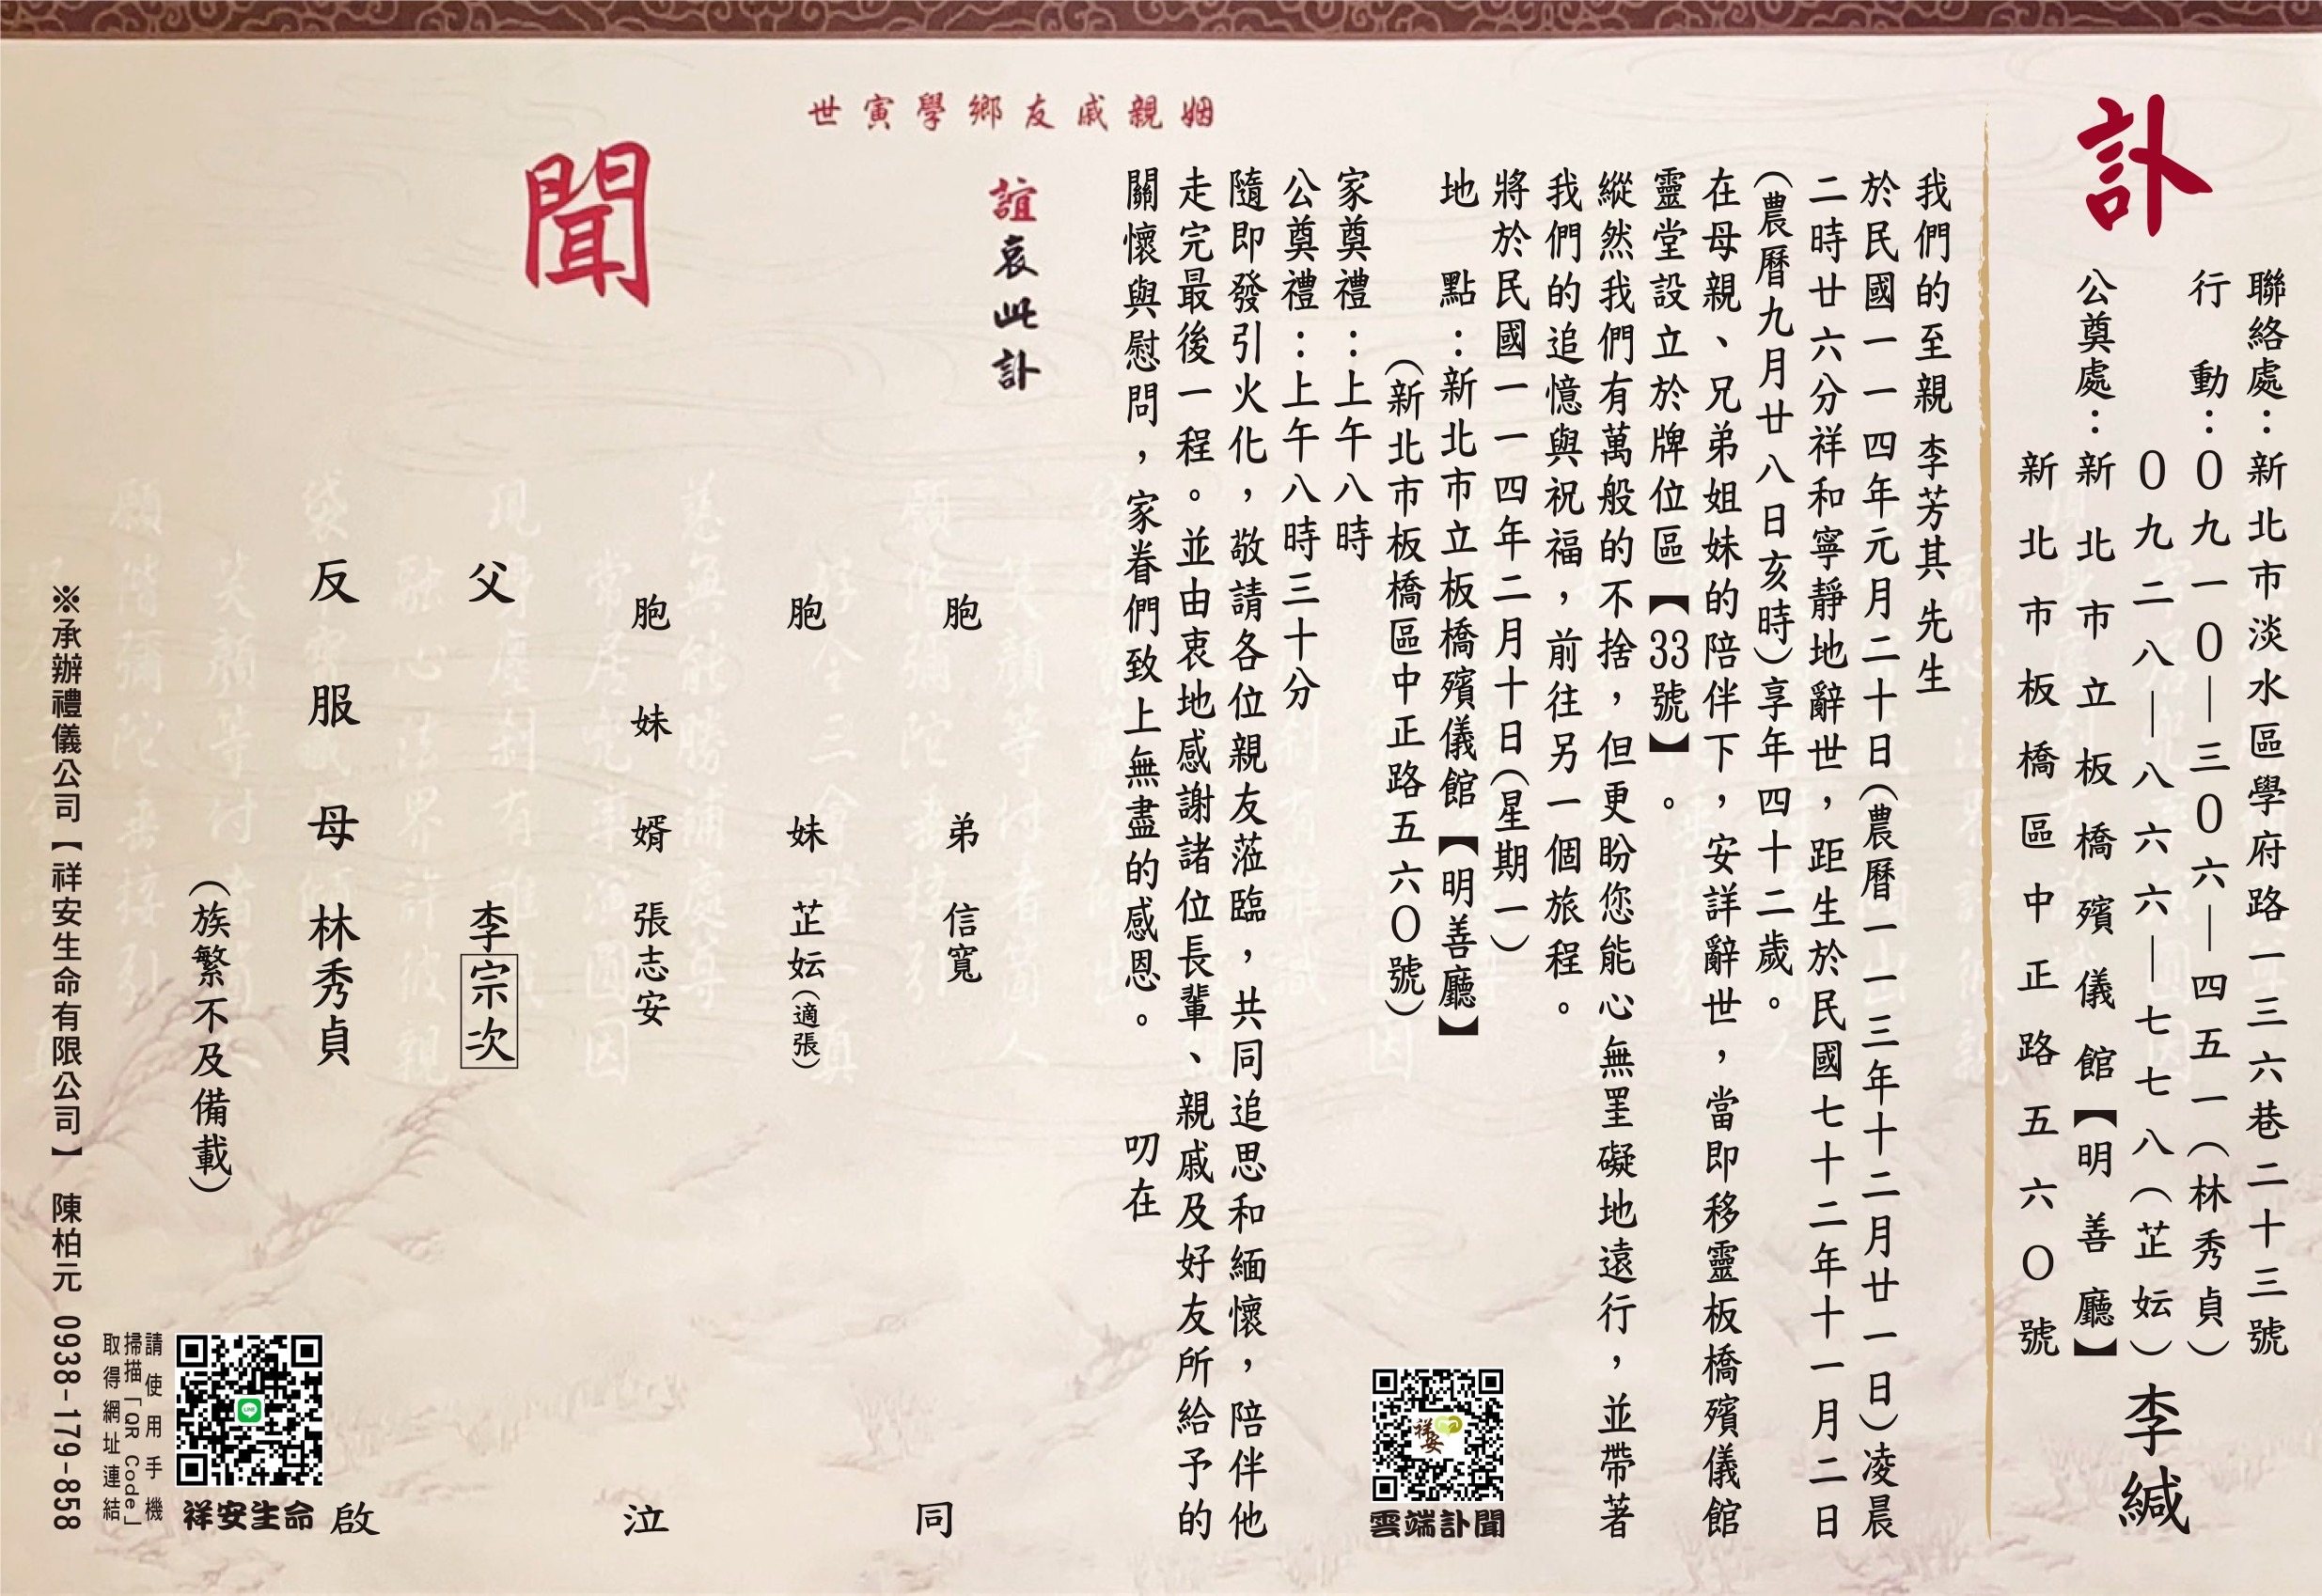 訃
聯絡處：新北市淡水區學府路一三六巷二十三號
行　動：０九一０—三０六—四五一（林秀貞）
０九二八—八六六—七七八（芷妘）
公奠處：新北市立板橋殯儀館【明善廳】
新北市板橋區中正路五六０號
李緘
我們的至親 李芳其 先生
於民國一一四年元月二十日（農曆一一三年十二月廿一日）凌晨
二時廿六分祥和寧靜地辭世，距生於民國七十二年十一月二日
（農曆九月廿八日亥時）享年四十二歲。
在母親、兄弟姐妹的陪伴下，安詳辭世，當即移靈板橋殯儀館
靈堂設立於牌位區【33號】。
縱然我們有萬般的不捨，但更盼您能心無罣礙地遠行，並帶著
我們的追憶與祝福，前往另一個旅程。
將於民國一一四年二月十日（星期一）
地　點：新北市立板橋殯儀館【明善廳】
（新北市板橋區中正路五六０號）
家奠禮：上午八時
公奠禮：上午八時三十分
隨即發引火化，敬請各位親友蒞臨，共同追思和緬懷，陪伴他
走完最後一程。並由衷地感謝諸位長輩、親戚及好友所給予的
關懷與慰問，家眷們致上無盡的感恩。　叨在
雲端訃聞
姻親戚友鄉學寅世
誼哀此訃
聞
胞弟 信寬
胞妹 芷妘（適張）
胞妹婿 張志安
父 李宗次
反服母 林秀貞
（族繁不及備載）
同泣啟
祥安生命
請使用手機
掃描「QR Code」
取得網址連結
※承辦禮儀公司【祥安生命有限公司】 陳柏元 0938-179-858